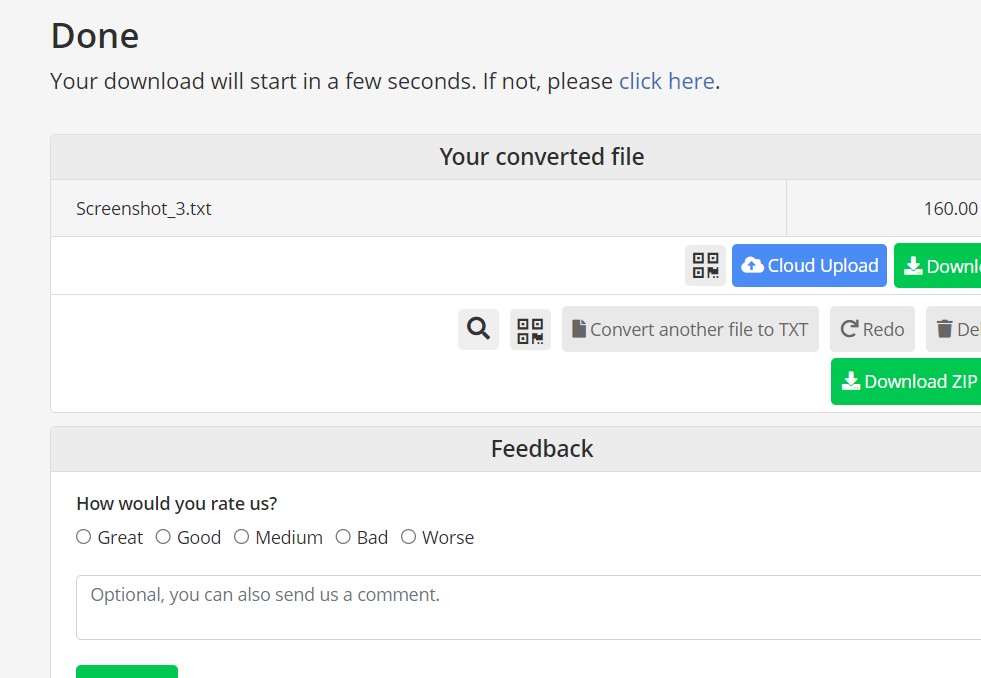 Done
Your download will start in a few seconds. If not, please click here.
Your converted file
Screenshot_3.txt 160.00
Cloud Upload Downl
Convert another file to TXT Redo Del
Download ZIP
Feedback
How would you rate us?
Great Good Medium Bad Worse
Optional, you can also send us a comment.